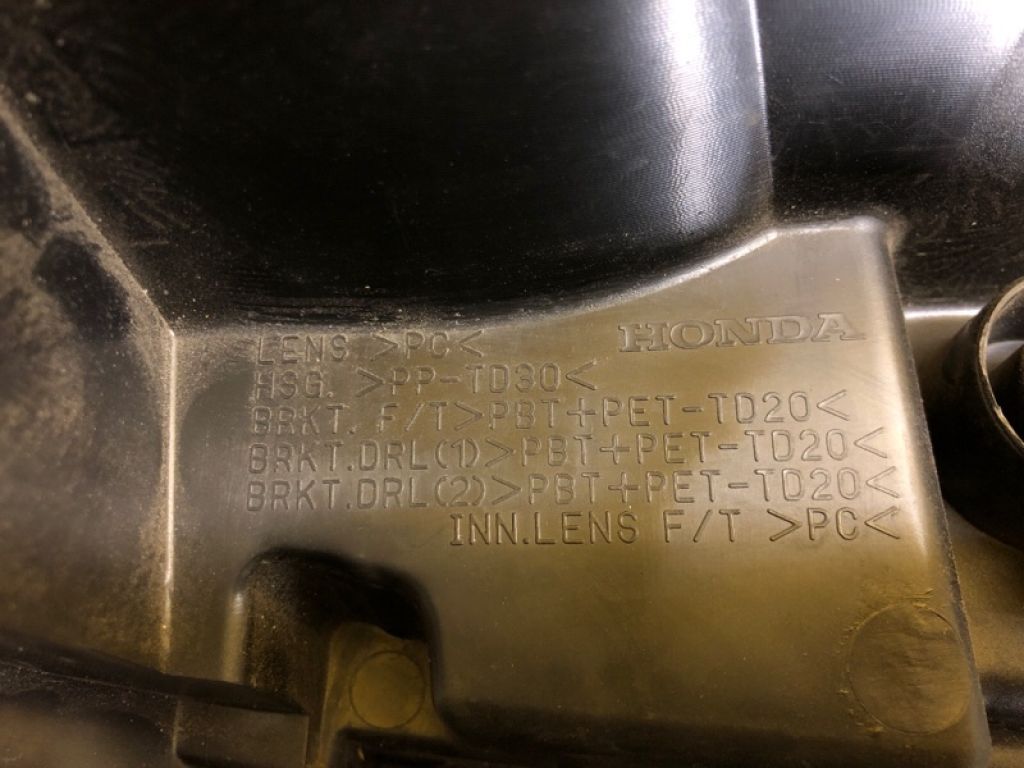 HONDA
LENS >PC<
HSG. >PP-TD30<
BRKT. F/T>PBT+PET-TD20<
BRKT.DRL(1)>PBT+PET-TD20<
BRKT.DRL(2)>PBT+PET-TD20<
INN.LENS F/T >PC<